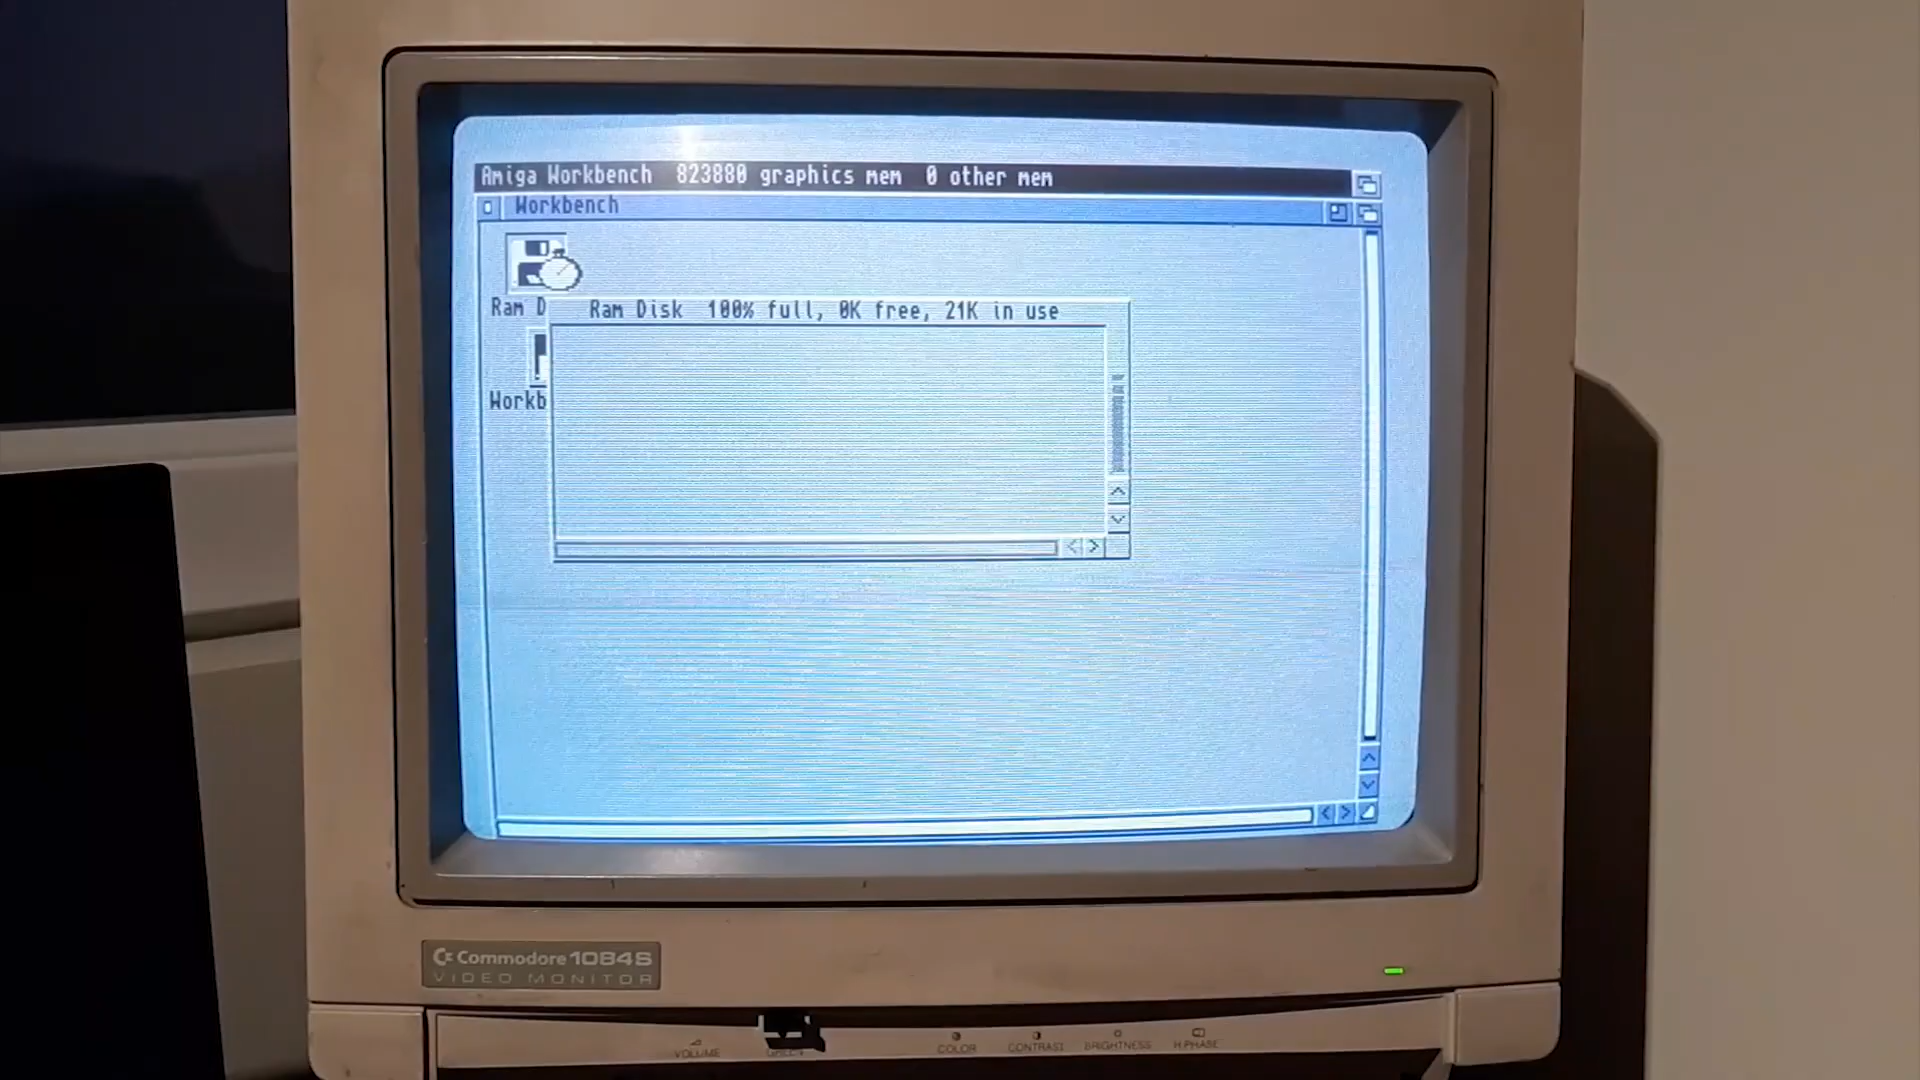 Amiga Workbench 823880 graphics mem 0 other mem
Workbench
Ram D
Ram Disk 100% full, 0K free, 21K in use
Workb
Commodore 1084S
VIDEO MONITOR
VOLUME
GREEN
COLOR
CONTRAST
BRIGHTNESS
H.PHASE